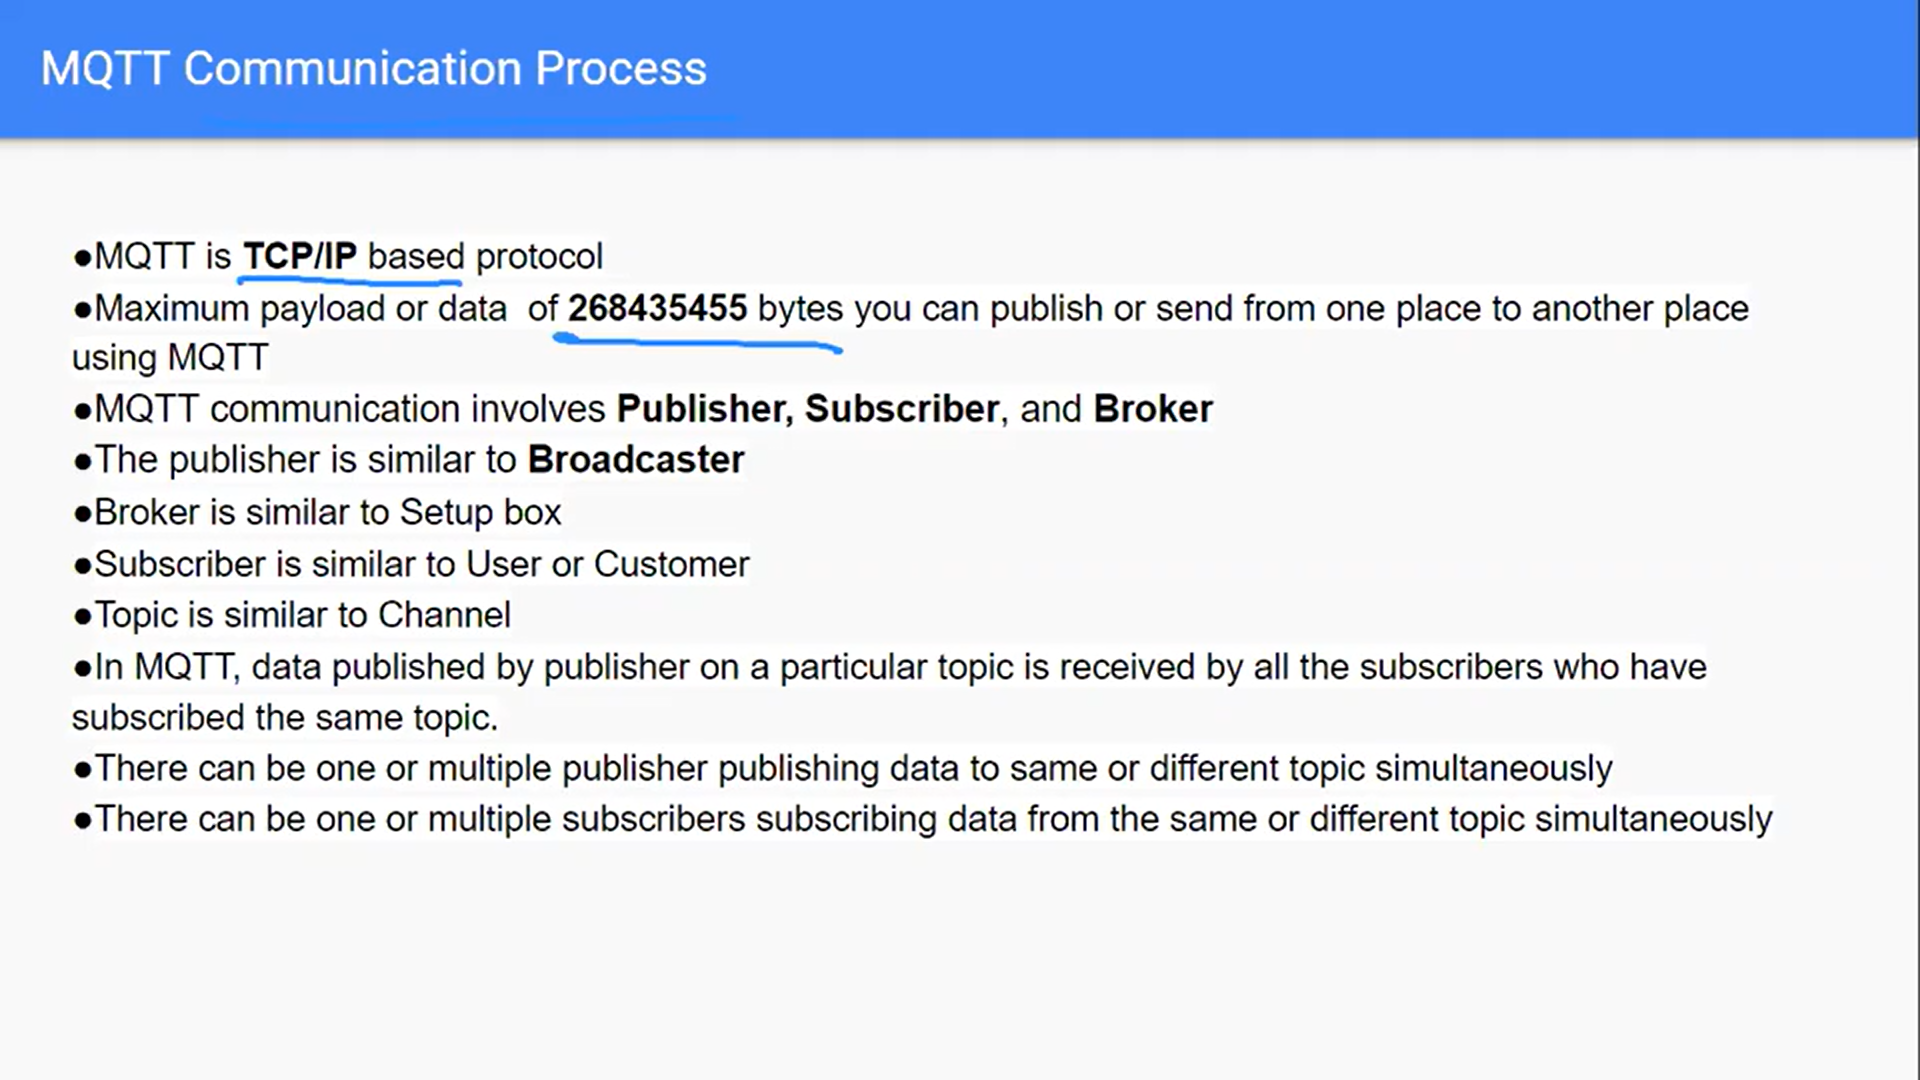 MQTT Communication Process
●MQTT is TCP/IP based protocol
●Maximum payload or data of 268435455 bytes you can publish or send from one place to another place
using MQTT
●MQTT communication involves Publisher, Subscriber, and Broker
●The publisher is similar to Broadcaster
●Broker is similar to Setup box
●Subscriber is similar to User or Customer
●Topic is similar to Channel
●In MQTT, data published by publisher on a particular topic is received by all the subscribers who have
subscribed the same topic.
●There can be one or multiple publisher publishing data to same or different topic simultaneously
●There can be one or multiple subscribers subscribing data from the same or different topic simultaneously